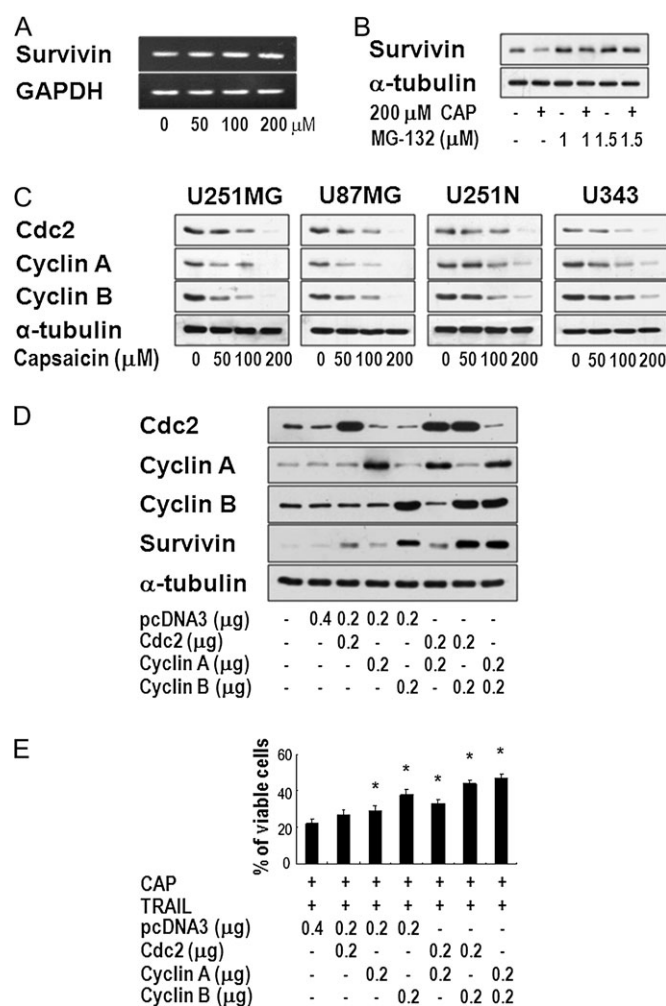 A
Survivin
GAPDH
0 50 100 200 μM
B
Survivin
α-tubulin
200 μM CAP - + - + - +
MG-132 (μM) - - 1 1 1.5 1.5
C
U251MG U87MG U251N U343
Cdc2
Cyclin A
Cyclin B
α-tubulin
Capsaicin (μM) 0 50 100 200 0 50 100 200 0 50 100 200 0 50 100 200
D
Cdc2
Cyclin A
Cyclin B
Survivin
α-tubulin
pcDNA3 (μg) - 0.4 0.2 0.2 0.2 - - -
Cdc2 (μg) - - 0.2 - - 0.2 0.2 -
Cyclin A (μg) - - - 0.2 - 0.2 - 0.2
Cyclin B (μg) - - - - 0.2 - 0.2 0.2
E
% of viable cells
60
40
20
0
* * * * *
CAP + + + + + + +
TRAIL + + + + + + +
pcDNA3 (μg) 0.4 0.2 0.2 0.2 - - -
Cdc2 (μg) - 0.2 - - 0.2 0.2 -
Cyclin A (μg) - - 0.2 - 0.2 - 0.2
Cyclin B (μg) - - - 0.2 - 0.2 0.2